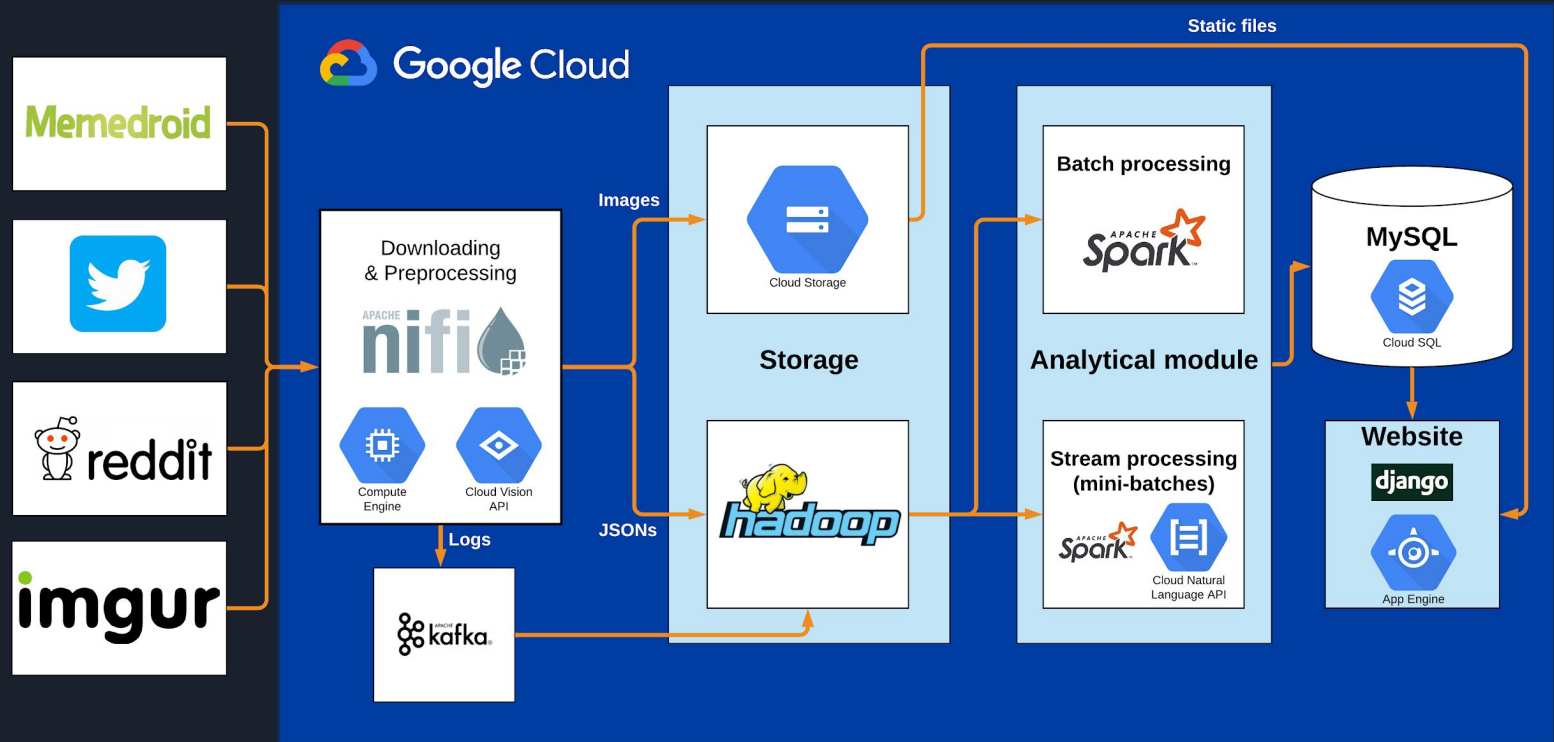 Static files
Google Cloud
Memedroid
reddit
imgur
Downloading
& Preprocessing
APACHE
nifi
Compute
Engine
Cloud Vision
API
Logs
APACHE
kafka®
Images
JSONs
Cloud Storage
Storage
hadoop
Batch processing
APACHE
Spark™
Analytical module
Stream processing
(mini-batches)
APACHE
Spark™
Cloud Natural
Language API
MySQL
Cloud SQL
Website
django
App Engine